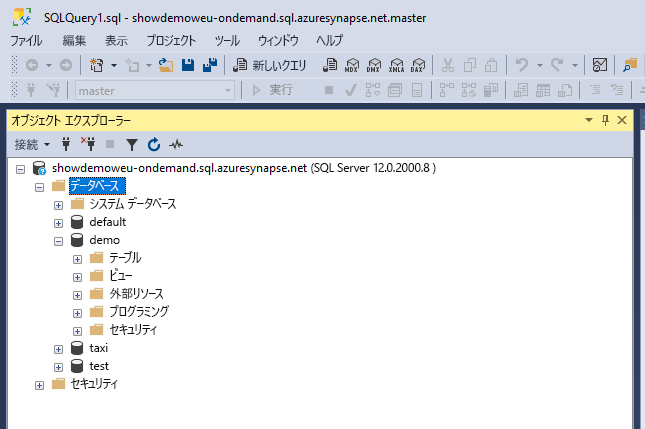 SQLQuery1.sql - showdemoweu-ondemand.sql.azuresynapse.net.master
ファイル 編集 表示 プロジェクト ツール ウィンドウ ヘルプ
新しいクエリ MDX DMX XMLA DAX
master 実行
オブジェクト エクスプローラー
接続
showdemoweu-ondemand.sql.azuresynapse.net (SQL Server 12.0.2000.8 )
データベース
システム データベース
default
demo
テーブル
ビュー
外部リソース
プログラミング
セキュリティ
taxi
test
セキュリティ